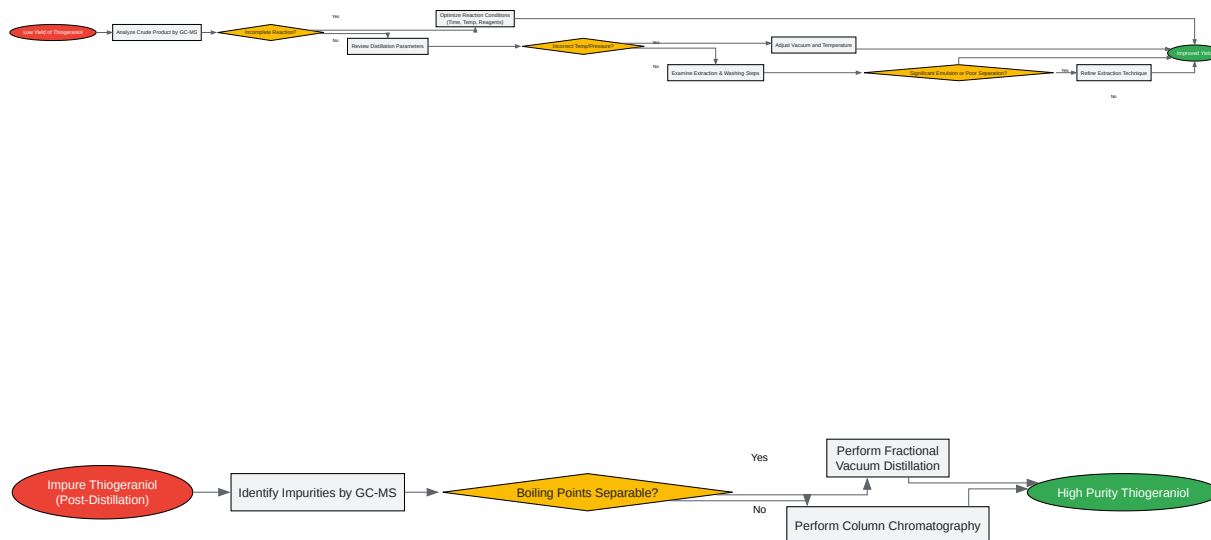 Yes
Optimize Reaction Conditions
(Time, Temp, Reagents)
Low Yield of Thiogeraniol
Analyze Crude Product by GC-MS
Incomplete Reaction?
No
Review Distillation Parameters
Incorrect Temp/Pressure?
Yes
Adjust Vacuum and Temperature
Improved Yield
No
Examine Extraction & Washing Steps
Significant Emulsion or Poor Separation?
Yes
Refine Extraction Technique
No
Impure Thiogeraniol
(Post-Distillation)
Identify Impurities by GC-MS
Boiling Points Separable?
Yes
Perform Fractional
Vacuum Distillation
No
Perform Column Chromatography
High Purity Thiogeraniol